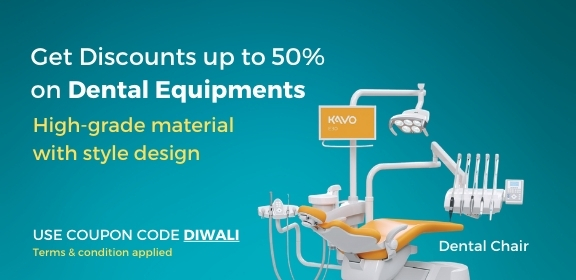 Get Discounts up to 50%
on Dental Equipments
High-grade material
with style design
KAVO
USE COUPON CODE DIWALI
Terms & condition applied
Dental Chair